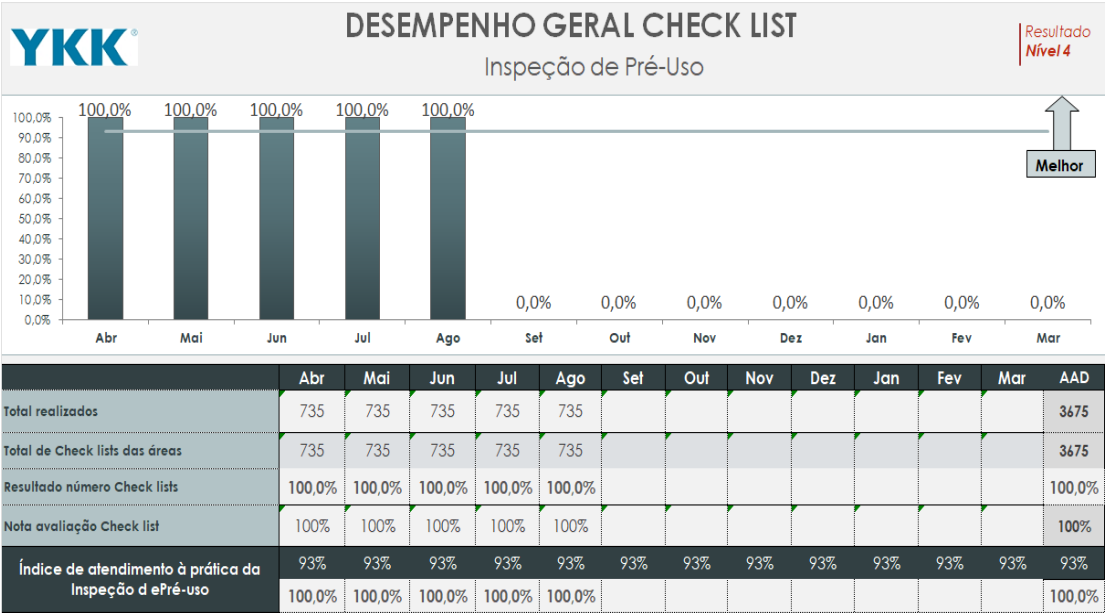 YKK®
DESEMPENHO GERAL CHECK LIST
Inspeção de Pré-Uso
Resultado
Nível 4
100,0% 100,0% 100,0% 100,0% 100,0%
100,0%
90,0%
80,0%
70,0%
60,0%
50,0%
40,0%
30,0%
20,0%
10,0%
0,0%
Melhor
0,0% 0,0% 0,0% 0,0% 0,0% 0,0% 0,0%
Abr Mai Jun Jul Ago Set Out Nov Dez Jan Fev Mar
Abr Mai Jun Jul Ago Set Out Nov Dez Jan Fev Mar AAD
Total realizados 735 735 735 735 735 3675
Total de Check lists das áreas 735 735 735 735 735 3675
Resultado número Check lists 100,0% 100,0% 100,0% 100,0% 100,0% 100,0%
Nota avaliação Check list 100% 100% 100% 100% 100% 100%
Índice de atendimento à prática da
Inspeção d ePré-uso
93% 93% 93% 93% 93% 93% 93% 93% 93% 93% 93% 93% 93%
100,0% 100,0% 100,0% 100,0% 100,0% 100,0%